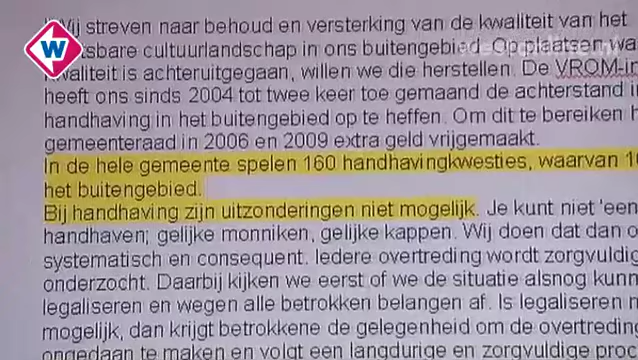 Wij streven naar behoud en versterking van de kwaliteit van het
W
cultuurlandschap in ons buitengebied. Op plaatsen
kwaliteit is achteruitgegaan, willen we die herstellen. De
heeft ons sinds 2004 tot twee keer toe gemaand de achterstand
handhaving in het buitengebied op te heffen. Om dit te bereiken
gemeenteraad in 2006 en 2009 extra geld vrijgemaakt.
In de hele gemeente spelen 160 handhavingkwesties, waarvan
het buitengebied.
Bij handhaving zijn uitzonderingen niet mogelijk. Je kunt niet 'een
handhaven; gelijke monniken, gelijke kappen. Wij doen dat dan
systematisch en consequent. Iedere overtreding wordt
onderzocht. Daarbij kijken we eerst of we de situatie alsnog
legaliseren en wegen alle betrokken belangen af. Is legaliseren
mogelijk, dan krijgt betrokkene de gelegenheid om de
ongedaan te maken en volgt een langdurige en zorgvuldige